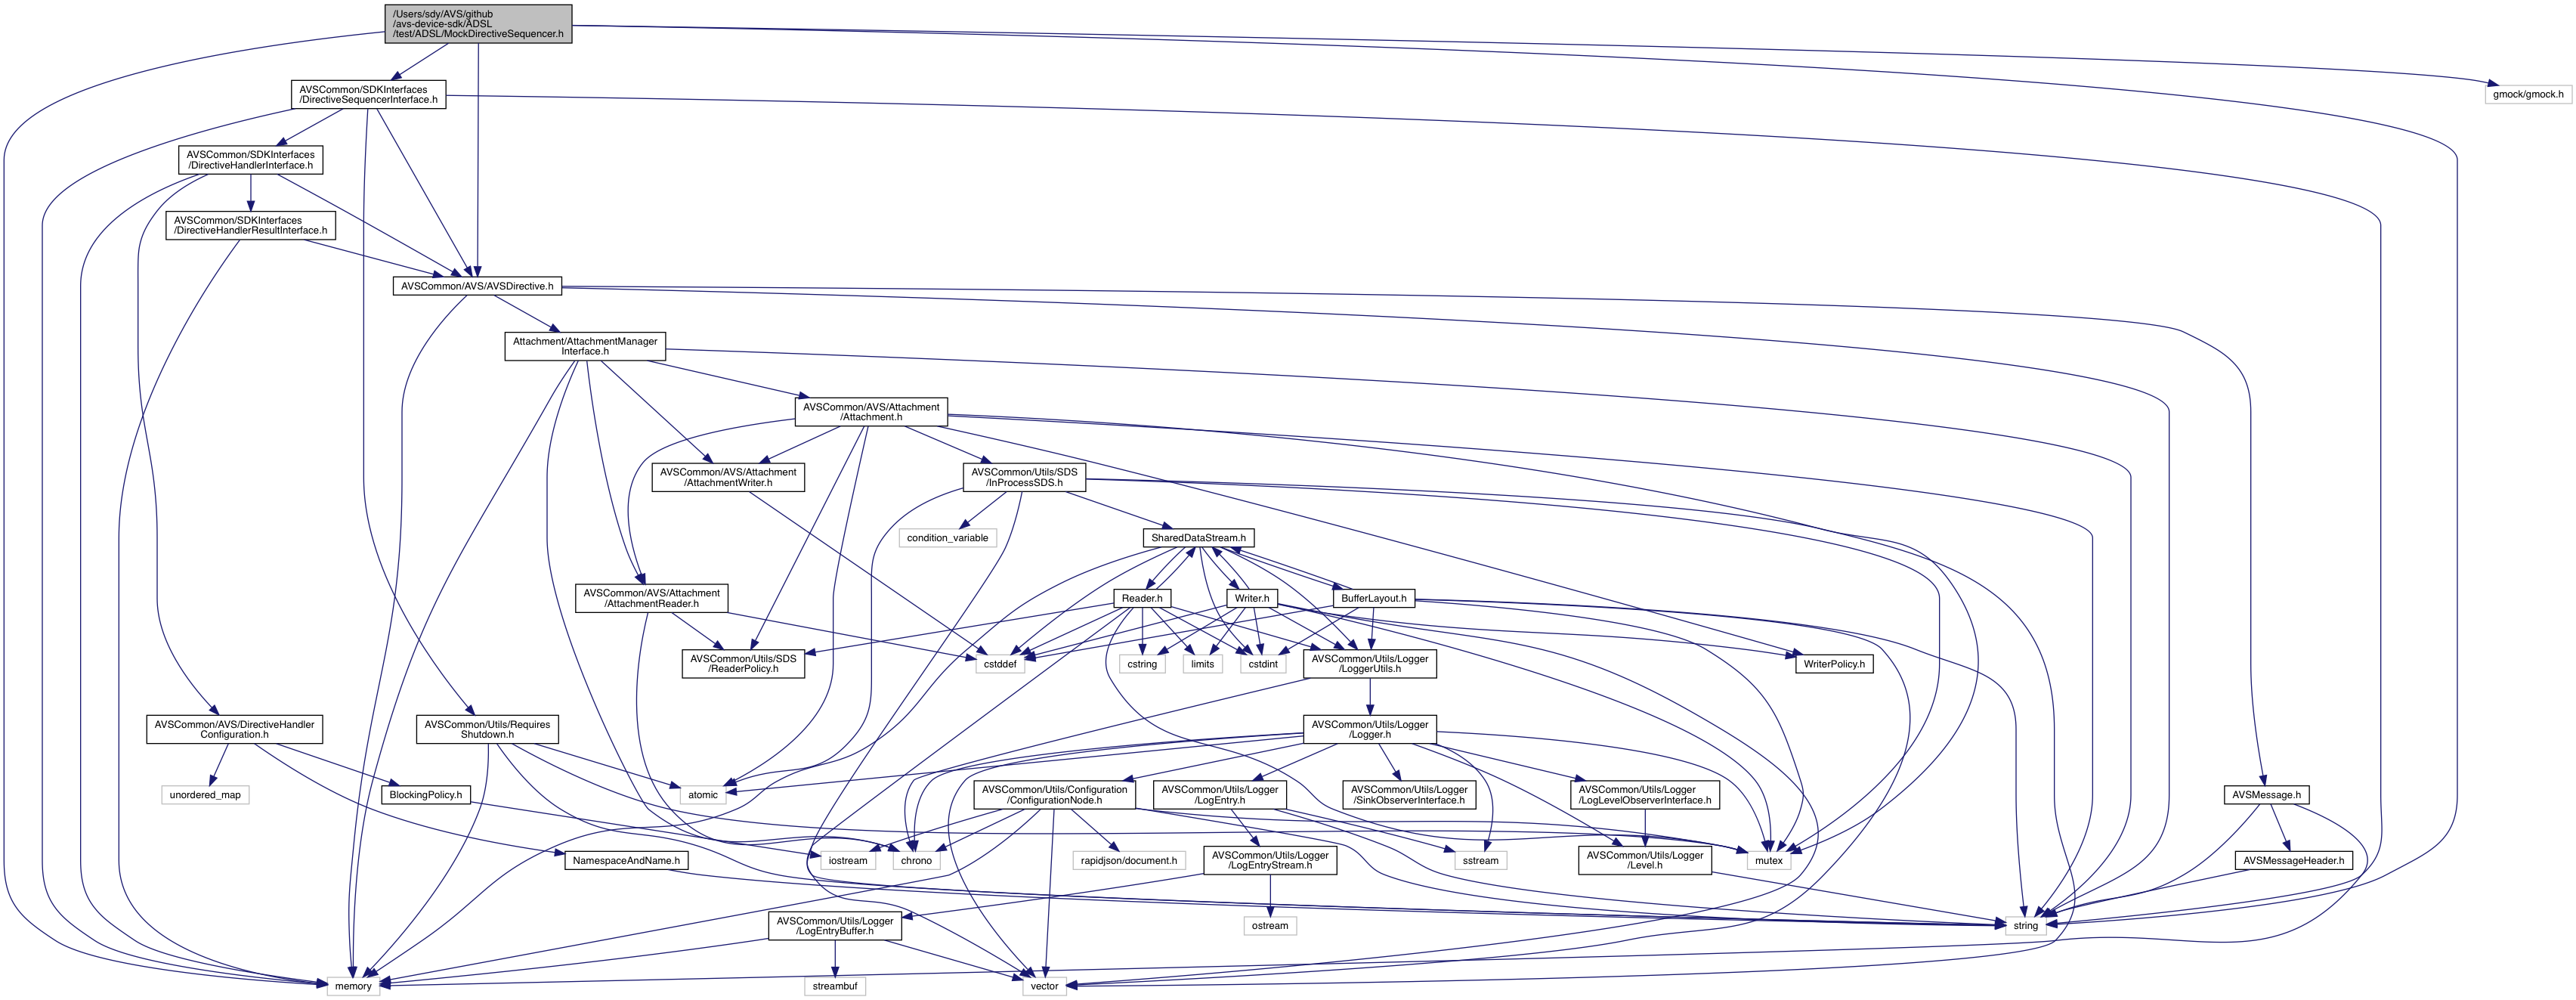 /Users/sdy/AVS/github
/avs-device-sdk/ADSL
/test/ADSL/MockDirectiveSequencer.h
AVSCommon/SDKInterfaces
/DirectiveSequencerInterface.h
gmock/gmock.h
AVSCommon/SDKInterfaces
/DirectiveHandlerInterface.h
AVSCommon/SDKInterfaces
/DirectiveHandlerResultInterface.h
AVSCommon/AVS/AVSDirective.h
Attachment/AttachmentManager
Interface.h
AVSCommon/AVS/Attachment
/Attachment.h
AVSCommon/AVS/Attachment
/AttachmentWriter.h
AVSCommon/Utils/SDS
/InProcessSDS.h
condition_variable
SharedDataStream.h
AVSCommon/AVS/Attachment
/AttachmentReader.h
Reader.h
Writer.h
BufferLayout.h
AVSCommon/Utils/SDS
/ReaderPolicy.h
cstddef
cstring
limits
cstdint
AVSCommon/Utils/Logger
/LoggerUtils.h
WriterPolicy.h
AVSCommon/AVS/DirectiveHandler
Configuration.h
AVSCommon/Utils/Requires
Shutdown.h
AVSCommon/Utils/Logger
/Logger.h
unordered_map
BlockingPolicy.h
atomic
AVSCommon/Utils/Configuration
/ConfigurationNode.h
AVSCommon/Utils/Logger
/LogEntry.h
AVSCommon/Utils/Logger
/SinkObserverInterface.h
AVSCommon/Utils/Logger
/LogLevelObserverInterface.h
AVSMessage.h
NamespaceAndName.h
iostream
chrono
rapidjson/document.h
AVSCommon/Utils/Logger
/LogEntryStream.h
sstream
AVSCommon/Utils/Logger
/Level.h
mutex
AVSMessageHeader.h
AVSCommon/Utils/Logger
/LogEntryBuffer.h
ostream
string
memory
streambuf
vector